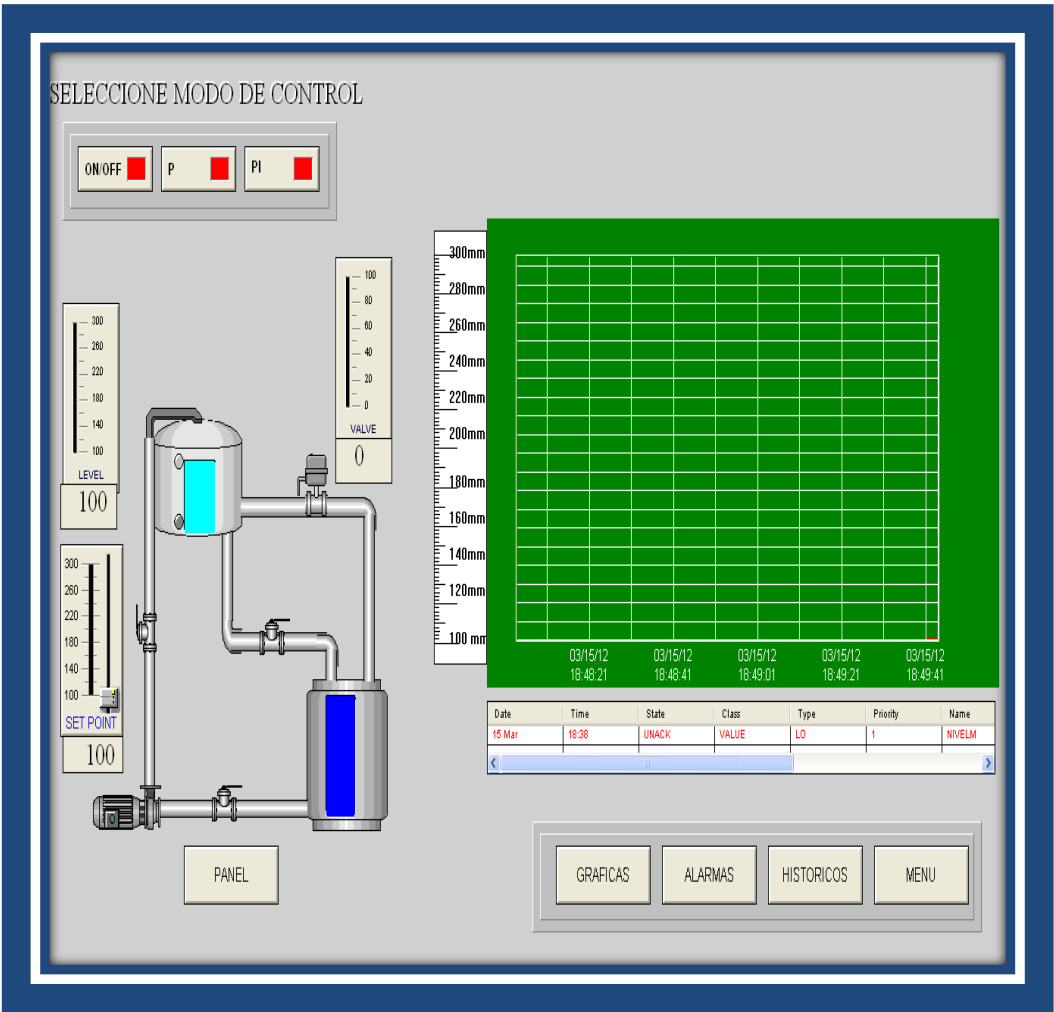 SELECCIONE MODO DE CONTROL
ON/OFF P PI
100
80
60
40
20
0
VALVE
0
300
260
220
180
140
100
LEVEL
100
300
260
220
180
140
100
SET POINT
100
300mm
280mm
260mm
240mm
220mm
200mm
180mm
160mm
140mm
120mm
100 mm
03/15/12 03/15/12 03/15/12 03/15/12 03/15/12
18:48:21 18:48:41 18:49:01 18:49:21 18:49:41
Date Time State Class Type Priority Name
15 Mar 18:38 UNACK VALUE LO 1 NIVELM
PANEL
GRAFICAS ALARMAS HISTORICOS MENU